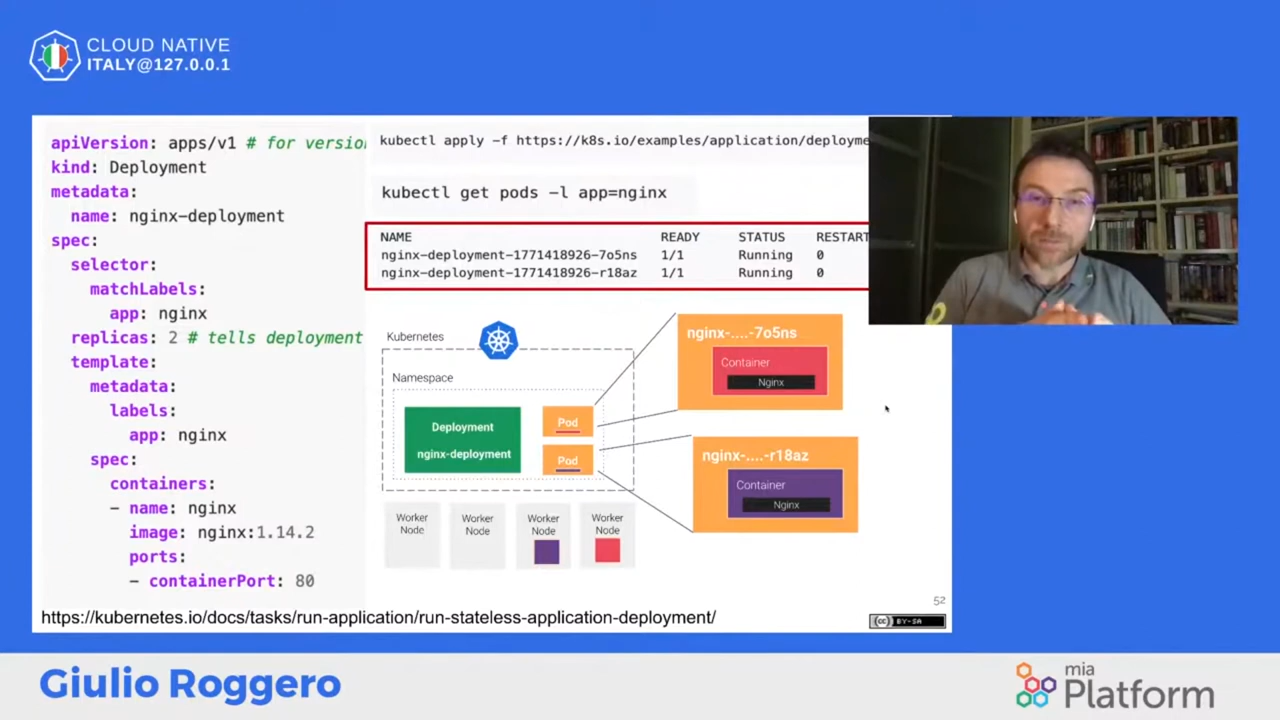 CLOUD NATIVE
ITALY@127.0.0.1
apiVersion: apps/v1 # for versio
kind: Deployment
metadata:
name: nginx-deployment
spec:
selector:
matchLabels:
app: nginx
replicas: 2 # tells deployment
template:
metadata:
labels:
app: nginx
spec:
containers:
- name: nginx
image: nginx:1.14.2
ports:
- containerPort: 80
kubectl apply -f https://k8s.io/examples/application/deployme
kubectl get pods -l app=nginx
NAME READY STATUS RESTART
nginx-deployment-1771418926-7o5ns 1/1 Running 0
nginx-deployment-1771418926-r18az 1/1 Running 0
Kubernetes
Namespace
Deployment
nginx-deployment
Pod
Pod
nginx-....-7o5ns
Container
Nginx
nginx-....-r18az
Container
Nginx
Worker
Node
Worker
Node
Worker
Node
Worker
Node
52
https://kubernetes.io/docs/tasks/run-application/run-stateless-application-deployment/
cc BY-SA
Giulio Roggero
mia
Platform